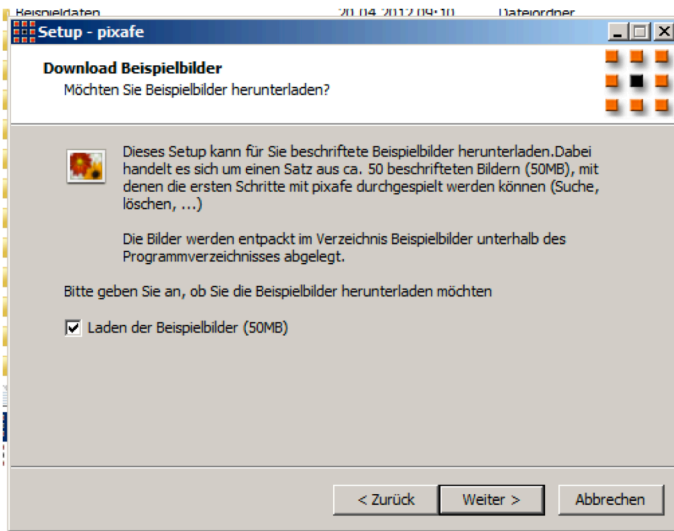 Beispieldaten 20.04.2012 09:10 Dateiordner
Setup - pixafe
Download Beispielbilder
Möchten Sie Beispielbilder herunterladen?
Dieses Setup kann für Sie beschriftete Beispielbilder herunterladen.Dabei
handelt es sich um einen Satz aus ca. 50 beschrifteten Bildern (50MB), mit
denen die ersten Schritte mit pixafe durchgespielt werden können (Suche,
löschen, ...)
Die Bilder werden entpackt im Verzeichnis Beispielbilder unterhalb des
Programmverzeichnisses abgelegt.
Bitte geben Sie an, ob Sie die Beispielbilder herunterladen möchten
Laden der Beispielbilder (50MB)
< Zurück Weiter > Abbrechen